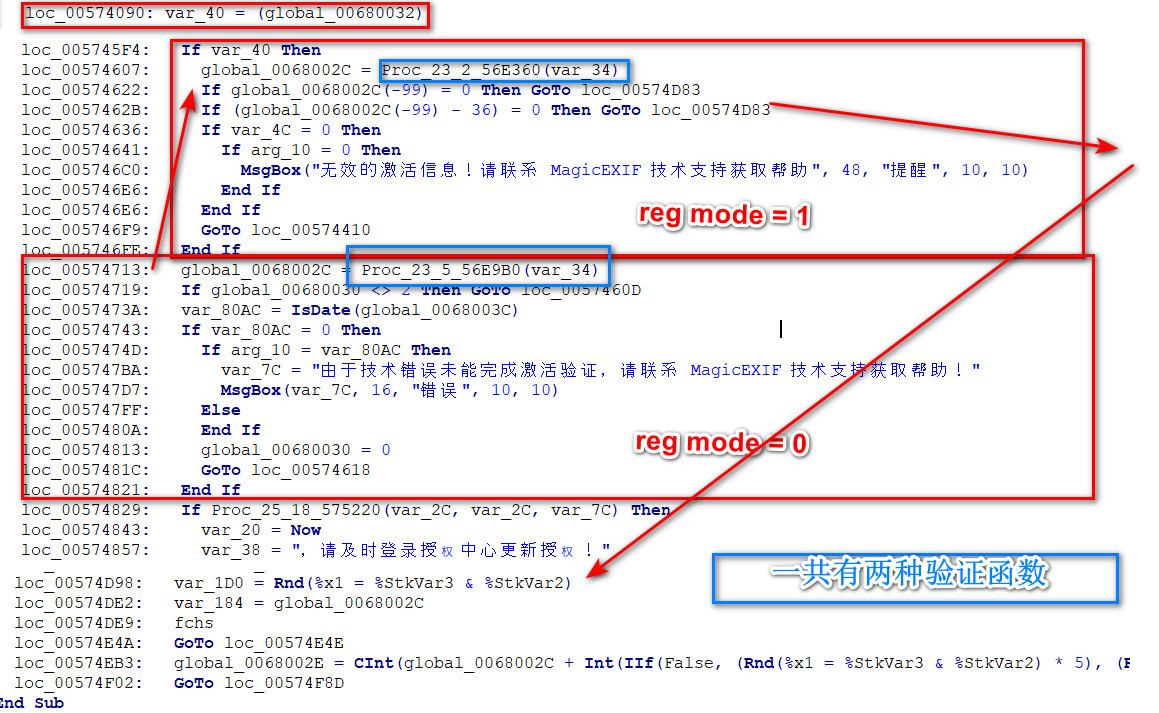 loc_00574090: var_40 = (global_00680032)
loc_005745F4: If var_40 Then
loc_00574607: global_0068002C = Proc_23_2_56E360(var_34)
loc_00574622: If global_0068002C(-99) = 0 Then GoTo loc_00574D83
loc_0057462B: If (global_0068002C(-99) - 36) = 0 Then GoTo loc_00574D83
loc_00574636: If var_4C = 0 Then
loc_00574641: If arg_10 = 0 Then
loc_005746C0: MsgBox("无效的激活信息！请联系 MagicEXIF 技术支持获取帮助", 48, "提醒", 10, 10)
loc_005746E6: End If
loc_005746E6: End If
reg mode = 1
loc_005746F9: GoTo loc_00574410
loc_005746FE: End If
loc_00574713: global_0068002C = Proc_23_5_56E9B0(var_34)
loc_00574719: If global_00680030 <> 2 Then GoTo loc_0057460D
loc_0057473A: var_80AC = IsDate(global_0068003C)
loc_00574743: If var_80AC = 0 Then
loc_0057474D: If arg_10 = var_80AC Then
loc_005747BA: var_7C = "由于技术错误未能完成激活验证，请联系 MagicEXIF 技术支持获取帮助！"
loc_005747D7: MsgBox(var_7C, 16, "错误", 10, 10)
loc_005747FF: Else
loc_0057480A: End If
reg mode = 0
loc_00574813: global_00680030 = 0
loc_0057481C: GoTo loc_00574618
loc_00574821: End If
loc_00574829: If Proc_25_18_575220(var_2C, var_2C, var_7C) Then
loc_00574843: var_20 = Now
loc_00574857: var_38 = "，请及时登录授权中心更新授权！"
一共有两种验证函数
loc_00574D98: var_1D0 = Rnd(%x1 = %StkVar3 & %StkVar2)
loc_00574DE2: var_184 = global_0068002C
loc_00574DE9: fchs
loc_00574E4A: GoTo loc_00574E4E
loc_00574EB3: global_0068002E = CInt(global_0068002C + Int(IIf(False, (Rnd(%x1 = %StkVar3 & %StkVar2) * 5), (
loc_00574F02: GoTo loc_00574F8D
End Sub